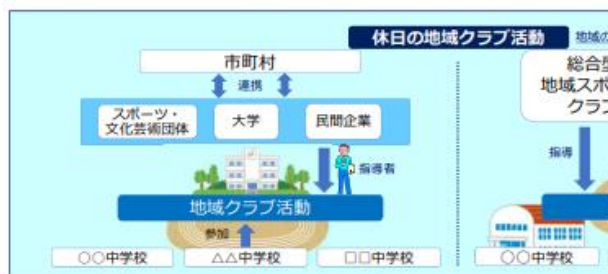 休日の地域クラブ活動
地域の
市町村
連携
スポーツ・
文化芸術団体
大学
民間企業
指導者
地域クラブ活動
参加
○○中学校
△△中学校
□□中学校
総合型
地域スポ
クラブ
指導
○○中学校